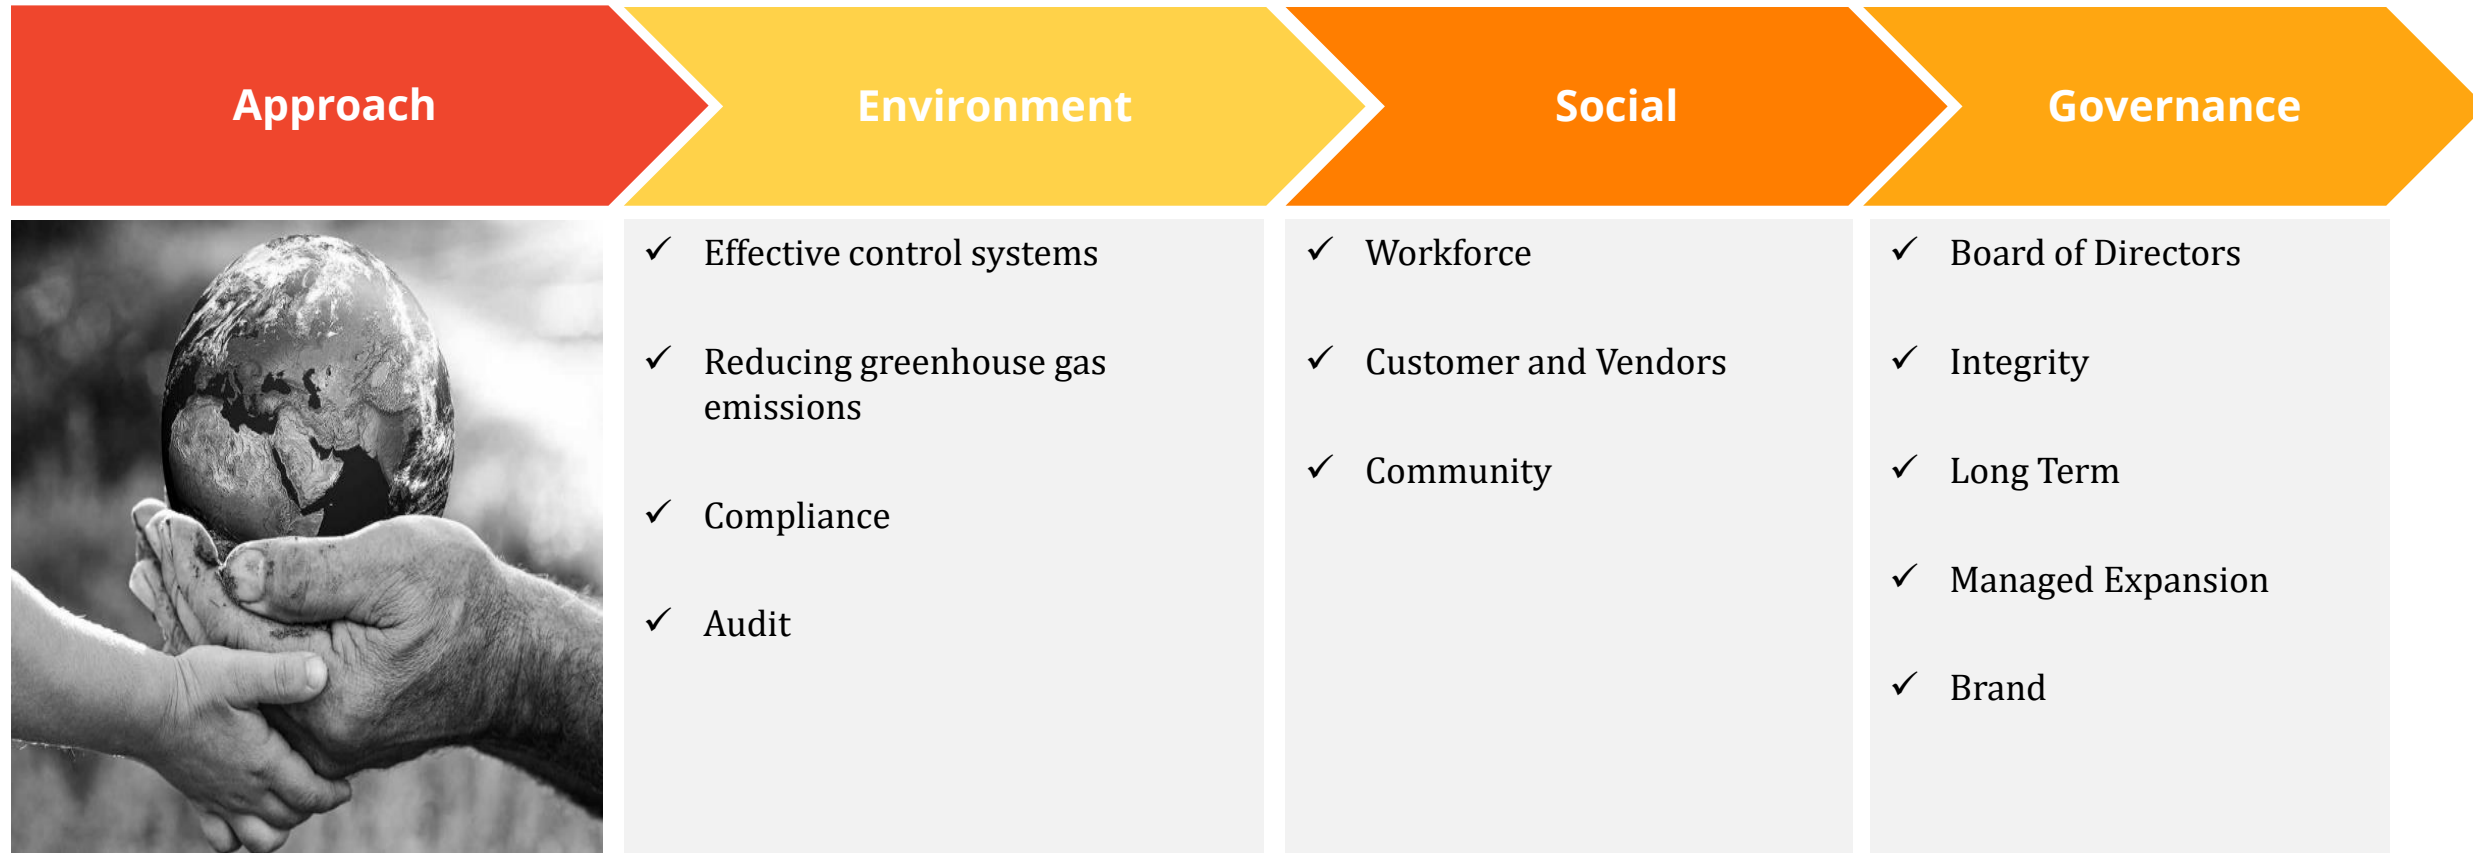 Approach
Environment
Social
Governance
Effective control systems
Reducing greenhouse gas
emissions
Compliance
Audit
Workforce
Customer and Vendors
Community
Board of Directors
Integrity
Long Term
Managed Expansion
Brand